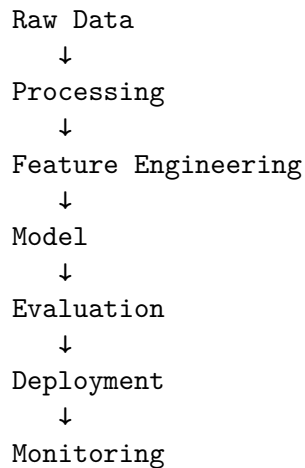 Raw Data
↓
Processing
↓
Feature Engineering
↓
Model
↓
Evaluation
↓
Deployment
↓
Monitoring